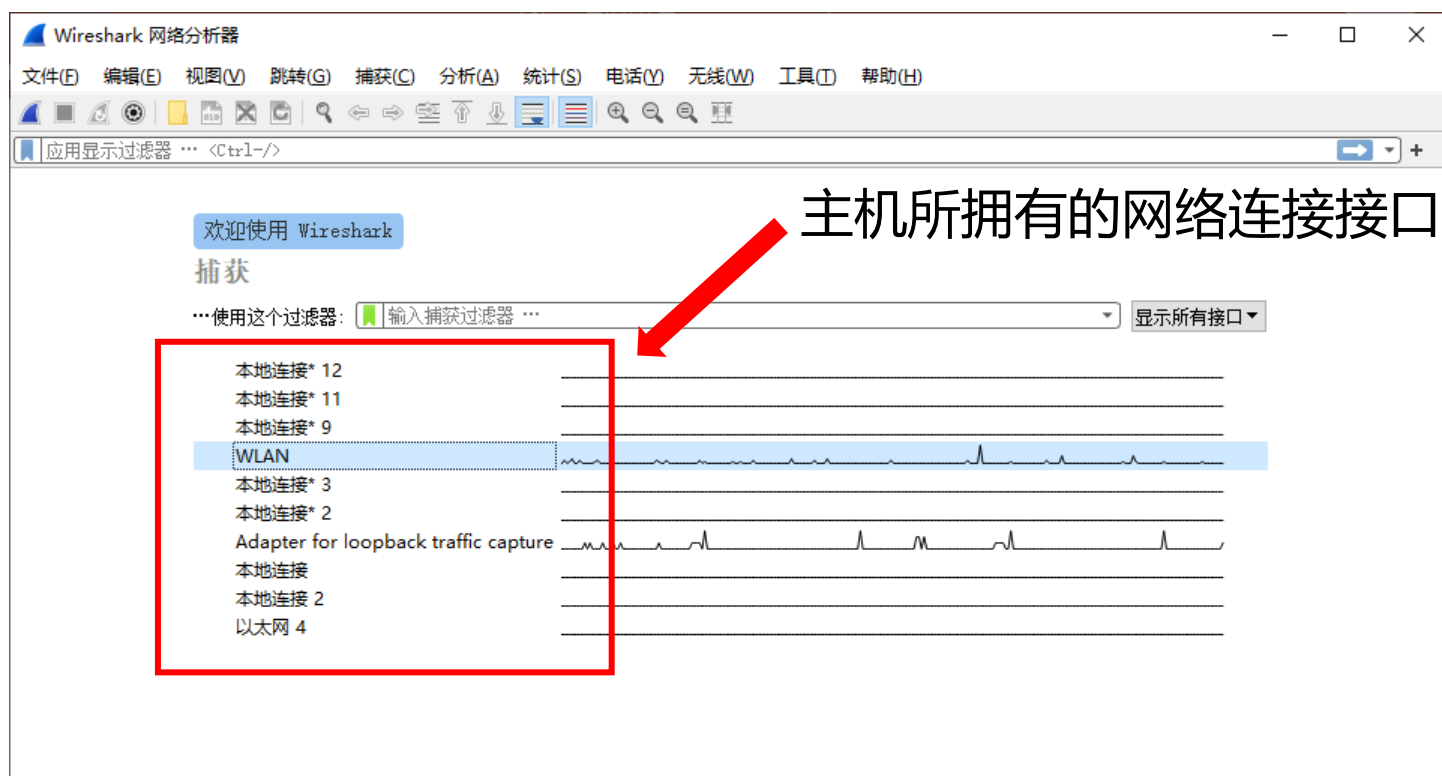 Wireshark 网络分析器
文件(F) 编辑(E) 视图(V) 跳转(G) 捕获(C) 分析(A) 统计(S) 电话(Y) 无线(W) 工具(T) 帮助(H)
应用显示过滤器 … <Ctrl-/>
主机所拥有的网络连接接口
欢迎使用 Wireshark
捕获
…使用这个过滤器: 输入捕获过滤器 … 显示所有接口
本地连接* 12
本地连接* 11
本地连接* 9
WLAN
本地连接* 3
本地连接* 2
Adapter for loopback traffic capture
本地连接
本地连接 2
以太网 4